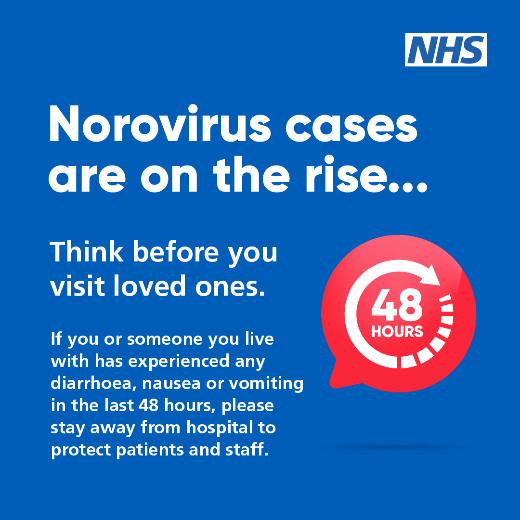 NHS
Norovirus cases
are on the rise...
Think before you
visit loved ones.
If you or someone you live
with has experienced any
diarrhoea, nausea or vomiting
in the last 48 hours, please
stay away from hospital to
protect patients and staff.
48
HOURS